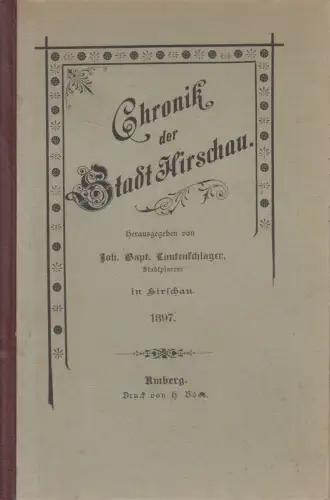 Chronik
der
Stadt Hirschau.
Herausgegeben von
Joh. Bapt. Lautenschlager,
Stadtpfarrer
in Hirschau.
1897.
Amberg.
Druck von H. Böes.